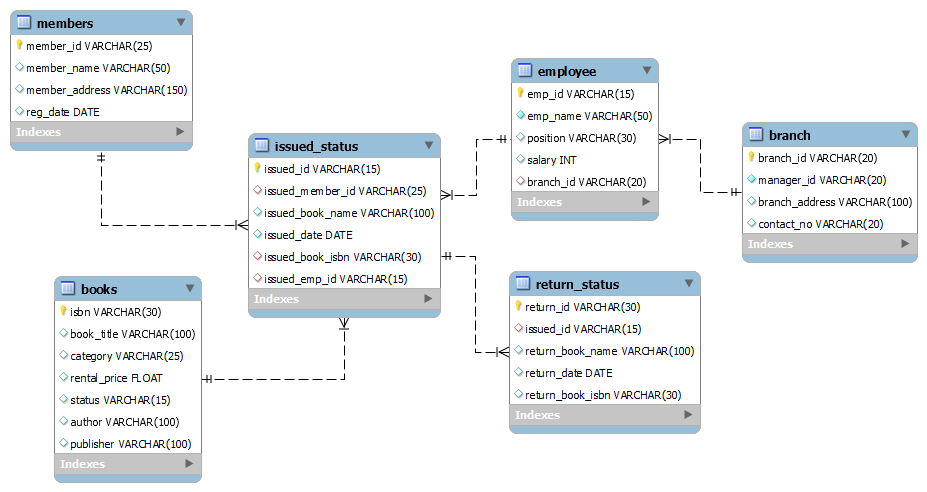 members
member_id VARCHAR(25)
member_name VARCHAR(50)
member_address VARCHAR(150)
reg_date DATE
Indexes
employee
emp_id VARCHAR(15)
emp_name VARCHAR(50)
position VARCHAR(30)
salary INT
branch_id VARCHAR(20)
Indexes
branch
branch_id VARCHAR(20)
manager_id VARCHAR(20)
branch_address VARCHAR(100)
contact_no VARCHAR(20)
Indexes
issued_status
issued_id VARCHAR(15)
issued_member_id VARCHAR(25)
issued_book_name VARCHAR(100)
issued_date DATE
issued_book_isbn VARCHAR(30)
issued_emp_id VARCHAR(15)
Indexes
books
isbn VARCHAR(30)
book_title VARCHAR(100)
category VARCHAR(25)
rental_price FLOAT
status VARCHAR(15)
author VARCHAR(100)
publisher VARCHAR(100)
Indexes
return_status
return_id VARCHAR(30)
issued_id VARCHAR(15)
return_book_name VARCHAR(100)
return_date DATE
return_book_isbn VARCHAR(30)
Indexes